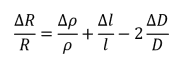 ΔR/R = Δρ/ρ + Δl/l − 2 ΔD/D